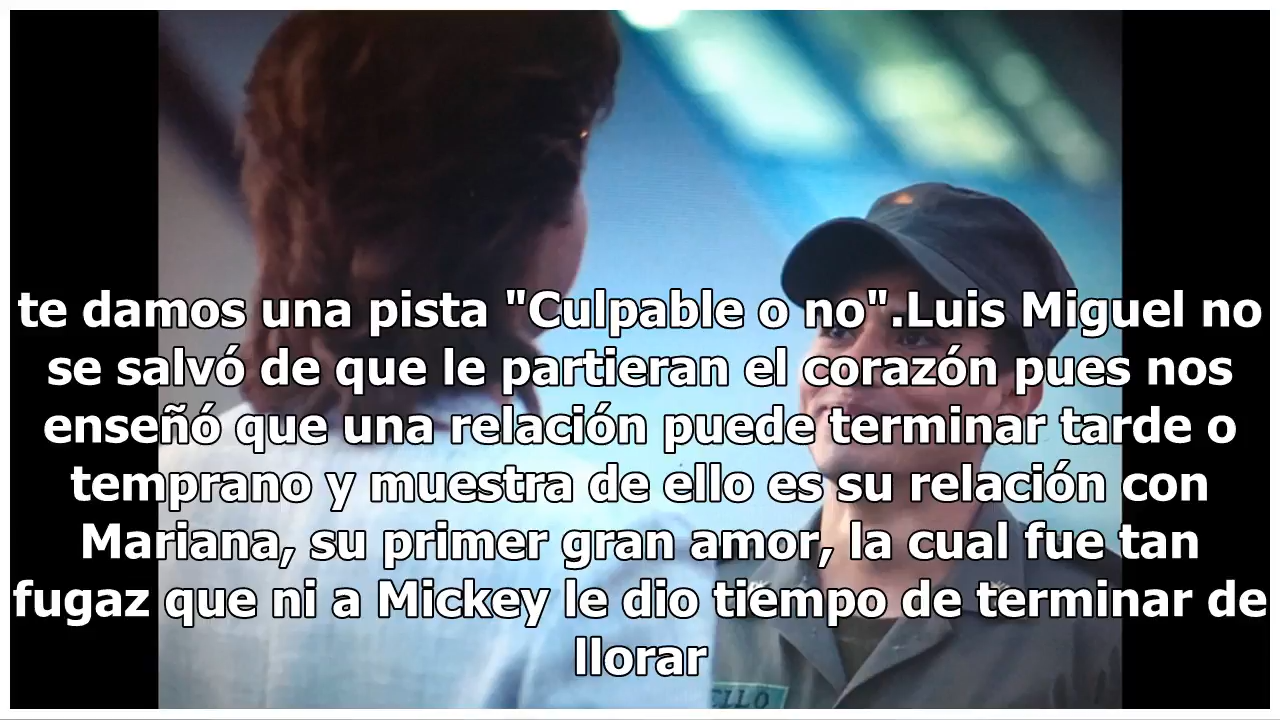 te damos una pista "Culpable o no".Luis Miguel no
se salvó de que le partieran el corazón pues nos
enseñó que una relación puede terminar tarde o
temprano y muestra de ello es su relación con
Mariana, su primer gran amor, la cual fue tan
fugaz que ni a Mickey le dio tiempo de terminar de
llorar